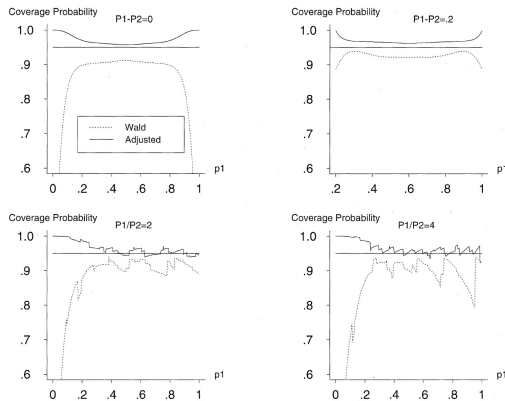 Coverage Probability
P1-P2=0
1.0
.9
.8
.7
.6
Wald
Adjusted
p1
0 .2 .4 .6 .8 1
Coverage Probability
P1-P2=.2
1.0
.9
.8
.7
.6
p1
.2 .4 .6 .8 1
Coverage Probability
P1/P2=2
1.0
.9
.8
.7
.6
p1
0 .2 .4 .6 .8 1
Coverage Probability
P1/P2=4
1.0
.9
.8
.7
.6
p1
0 .2 .4 .6 .8 1